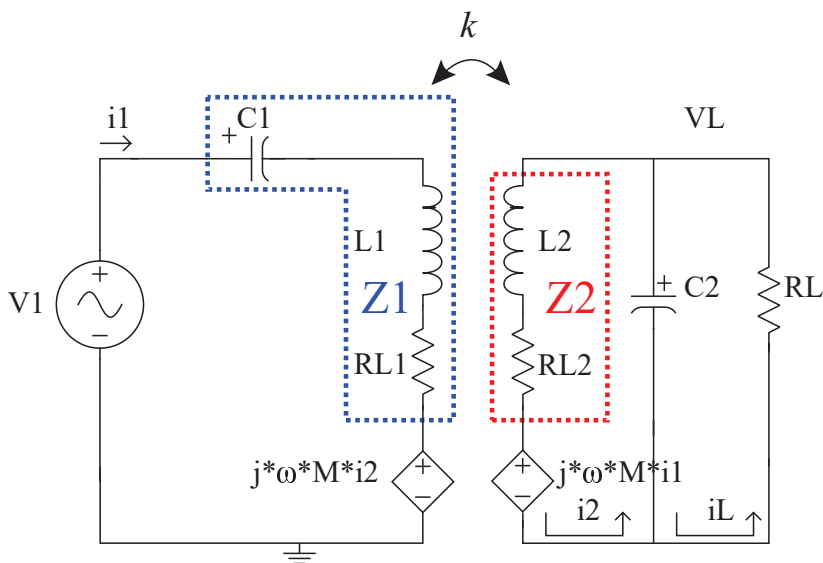 k
i1
+
C1
VL
L1
L2
+
V1
Z1
Z2
+
C2
RL
−
RL1
RL2
j*ω*M*i2
+
−
+
−
j*ω*M*i1
i2
iL